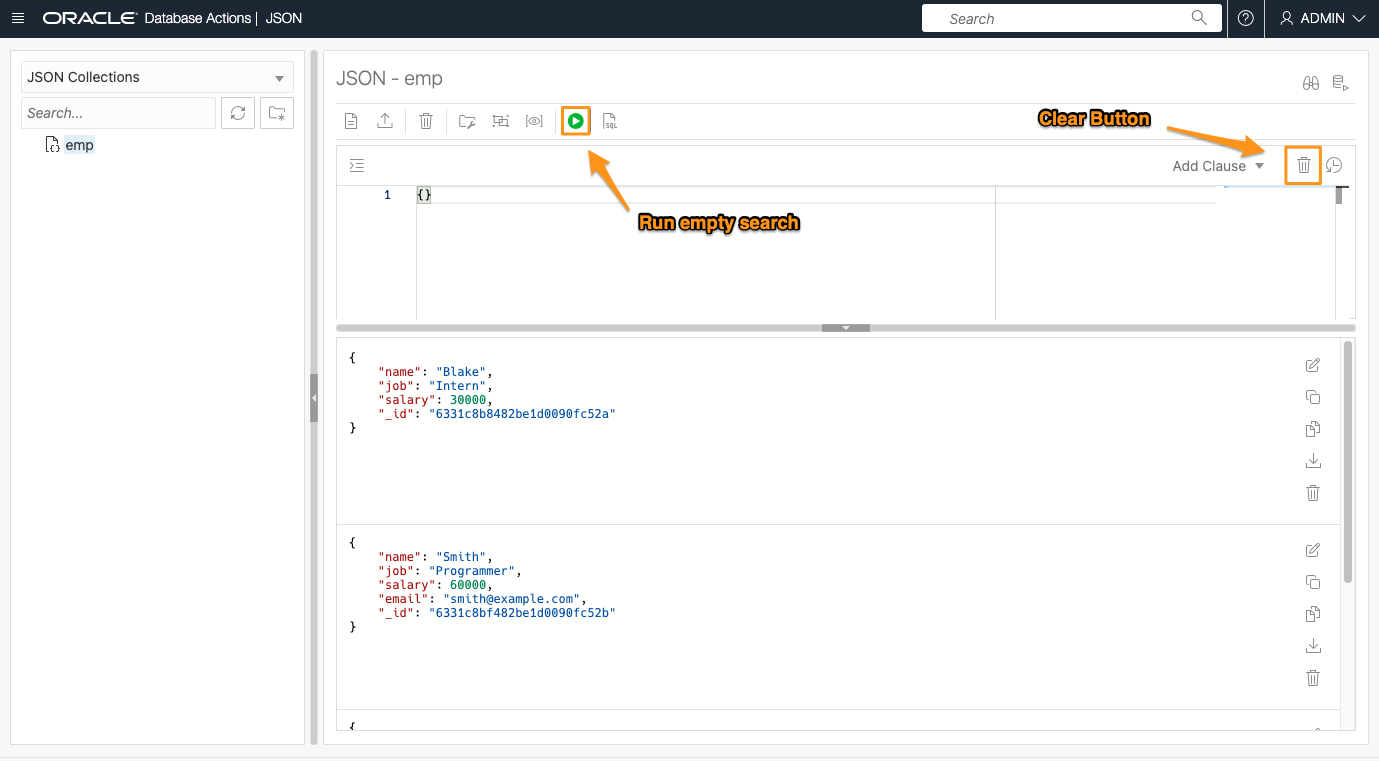 ORACLE Database Actions | JSON
Search
ADMIN
JSON Collections
Search...
emp
JSON - emp
SQL
Clear Button
Add Clause
1 {}
Run empty search
{
"name": "Blake",
"job": "Intern",
"salary": 30000,
"_id": "6331c8b8482be1d0090fc52a"
}
{
"name": "Smith",
"job": "Programmer",
"salary": 60000,
"email": "smith@example.com",
"_id": "6331c8bf482be1d0090fc52b"
}
{